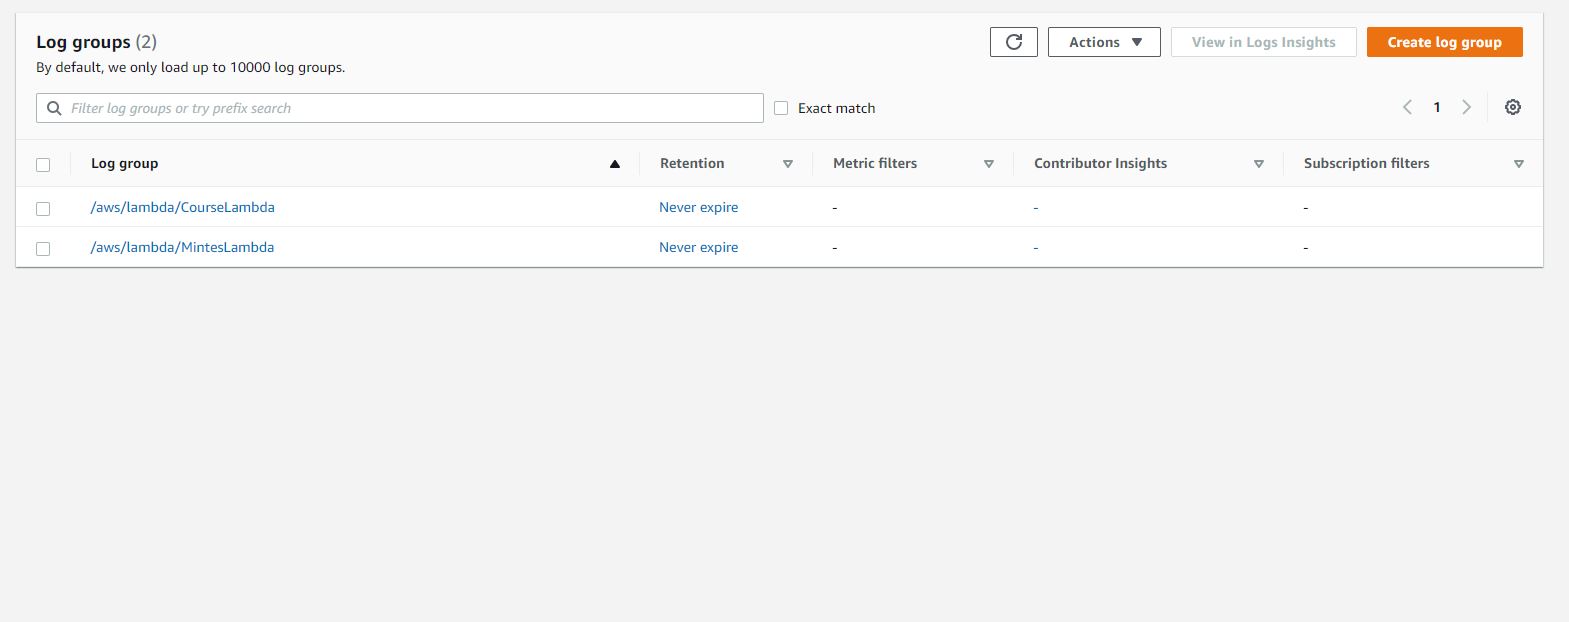 Log groups (2)
Actions
View in Logs Insights
Create log group
By default, we only load up to 10000 log groups.
Filter log groups or try prefix search
Exact match
1
Log group
Retention
Metric filters
Contributor Insights
Subscription filters
/aws/lambda/CourseLambda
Never expire
-
-
-
/aws/lambda/MintesLambda
Never expire
-
-
-